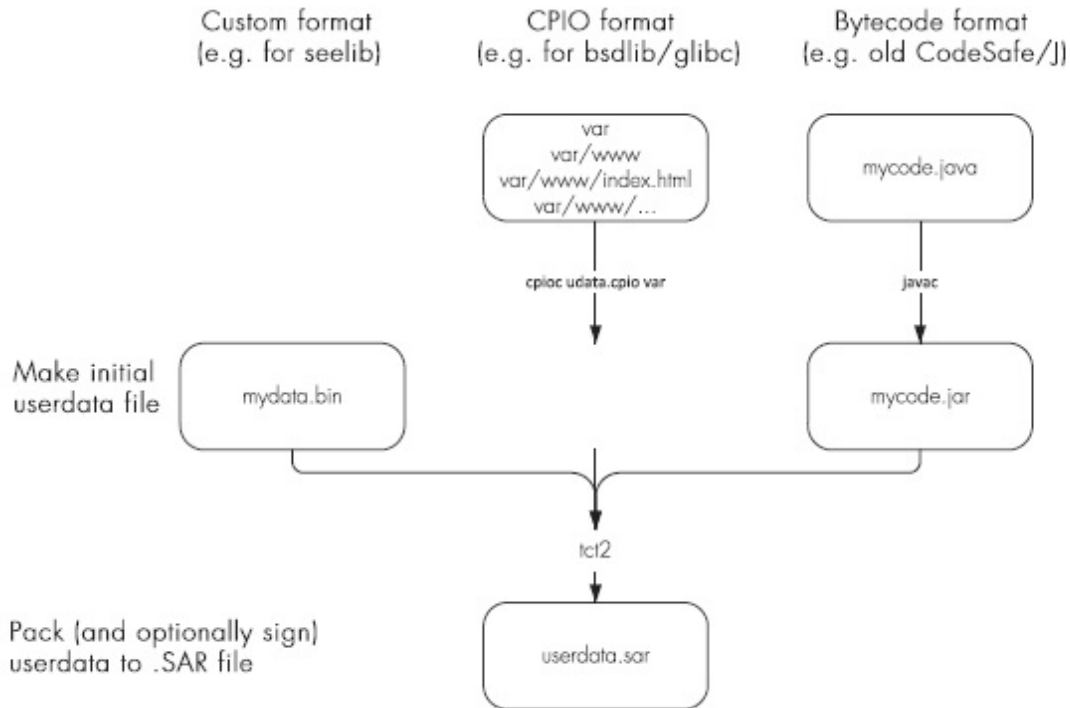 Custom format
(e.g. for seelib)
CPIO format
(e.g. for bsdlib/glibc)
Bytecode format
(e.g. old CodeSafe/J)
var
var/www
var/www/index.html
var/www/...
mycode.java
cpioc udata.cpio var
javac
Make initial
userdata file
mydata.bin
mycode.jar
tct2
Pack (and optionally sign)
userdata to .SAR file
userdata.sar